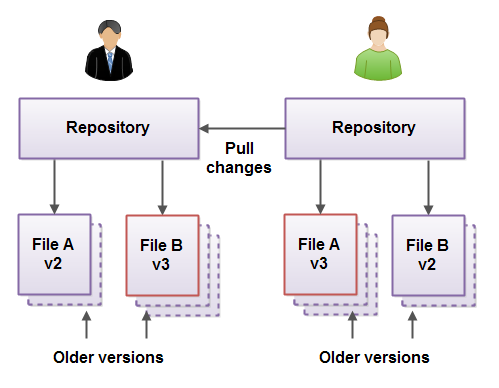 Repository
Repository
Pull
changes
File A
v2
File B
v3
File A
v3
File B
v2
Older versions
Older versions